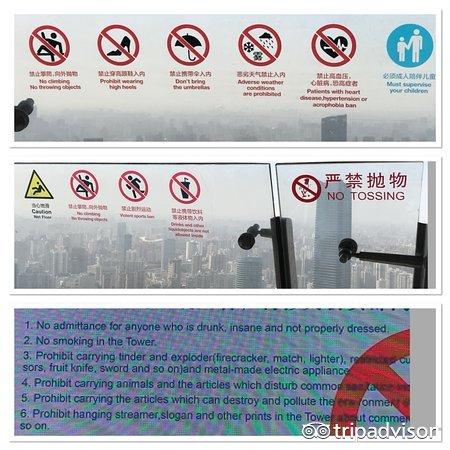 禁止攀爬、向外抛物
No climbing
No throwing objects
禁止穿高跟鞋入内
Prohibit wearing
high heels
禁止携带伞入内
Don't bring
the umbrellas
恶劣天气禁止入内
Adverse weather
conditions
are prohibited
禁止高血压、
心脏病、恐高症者
Patients with heart
disease,hypertension or
acrophobia ban
必须成人陪伴儿童
Must supervise
your children
当心地滑
Caution
Wet Floor
禁止攀爬、向外抛物
No climbing
No throwing objects
禁止剧烈运动
Violent sports ban
禁止携带饮料
等液体物入内
Drinks and other
liquid objects are not
allowed inside
严禁抛物
NO TOSSING
1. No admittance for anyone who is drunk, insane and not properly dressed.
2. No smoking in the Tower.
3. Prohibit carrying tinder and exploder(firecracker, match, lighter),
sors, fruit knife, sword and so on)and metal-made electric appliance
4. Prohibit carrying animals and the articles which disturb common
5. Prohibit carrying the articles which can destroy and pollute the environment
6. Prohibit hanging streamer,slogan and other prints in the Tower
so on.
tripadvisor